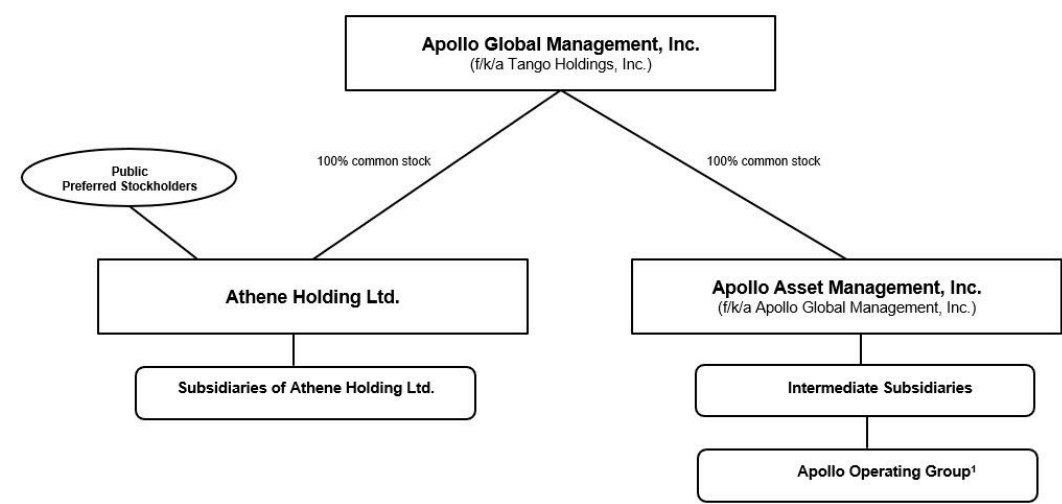 Apollo Global Management, Inc.
(f/k/a Tango Holdings, Inc.)
100% common stock
100% common stock
Public
Preferred Stockholders
Athene Holding Ltd.
Apollo Asset Management, Inc.
(f/k/a Apollo Global Management, Inc.)
Subsidiaries of Athene Holding Ltd.
Intermediate Subsidiaries
Apollo Operating Group¹